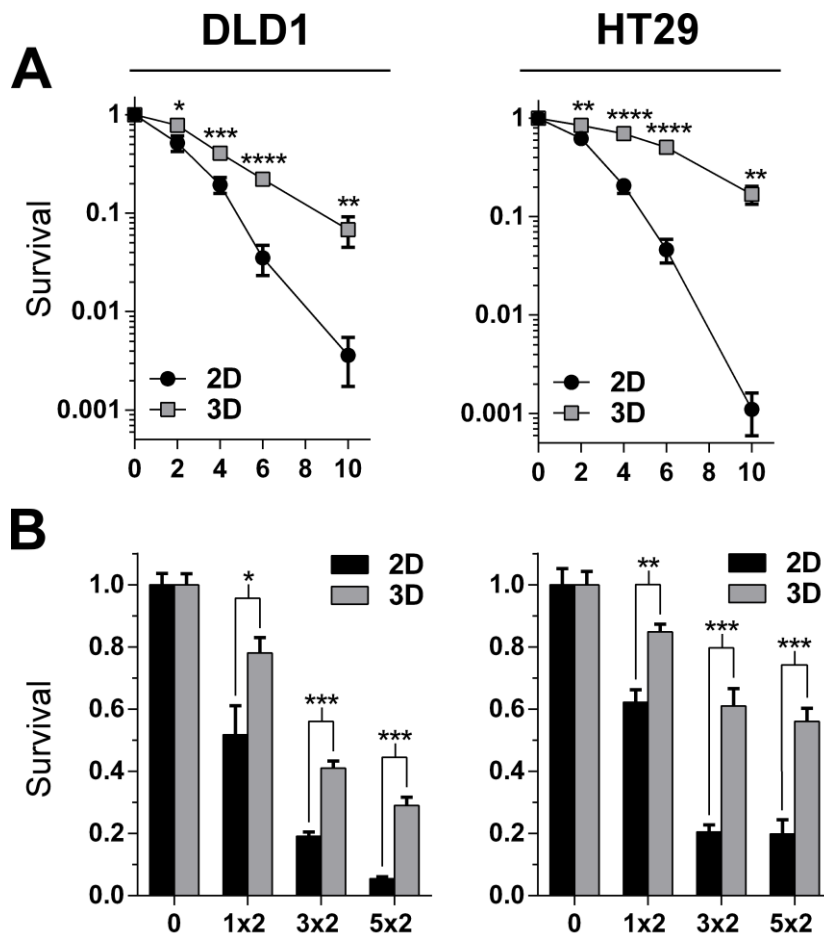 DLD1
HT29
A
Survival
1
0.1
0.01
0.001
* *** **** **
2D
3D
0 2 4 6 8 10
1
0.1
0.01
0.001
** **** **** **
2D
3D
0 2 4 6 8 10
B
Survival
1.0
0.8
0.6
0.4
0.2
0.0
2D
3D
*
***
***
0 1x2 3x2 5x2
1.0
0.8
0.6
0.4
0.2
0.0
2D
3D
**
***
***
0 1x2 3x2 5x2